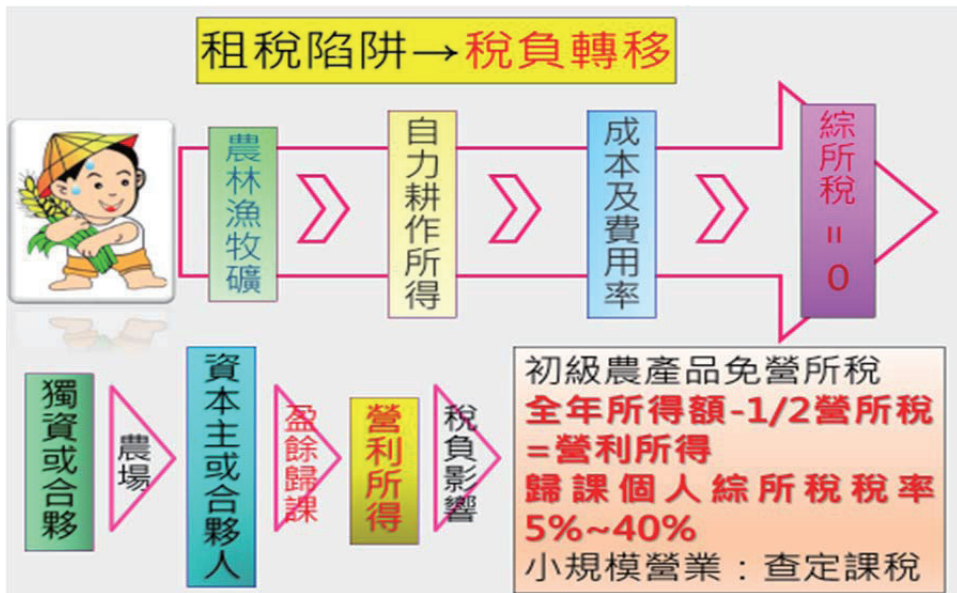 租稅陷阱→稅負轉移
農林漁牧礦
自力耕作所得
成本及費用率
綜所稅=0
獨資或合夥
農場
資本主或合夥人
盈餘歸課
營利所得
稅負影響
初級農產品免營所稅
全年所得額-1/2營所稅
=營利所得
歸課個人綜所稅稅率
5%~40%
小規模營業：查定課稅